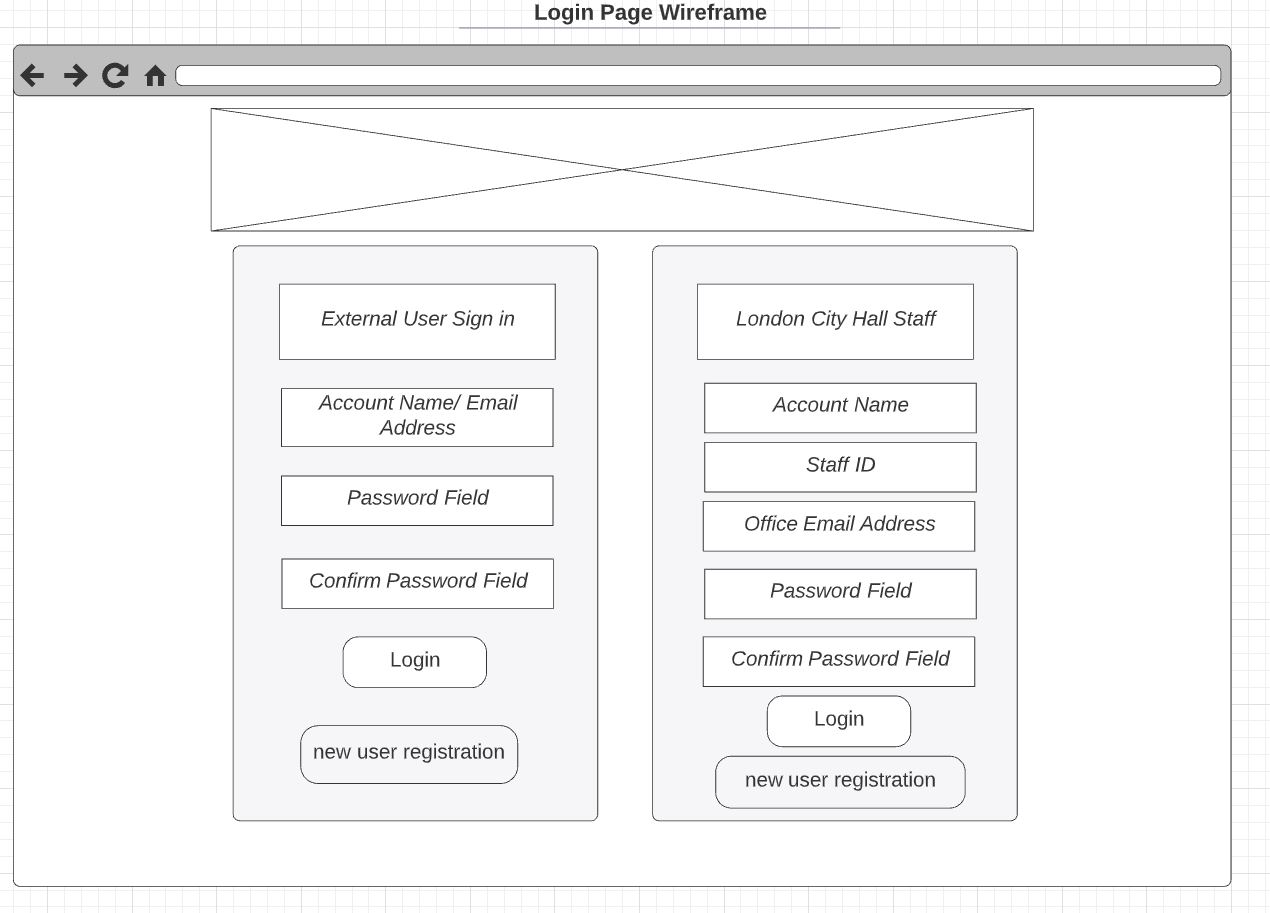 Login Page Wireframe
External User Sign in
Account Name/ Email
Address
Password Field
Confirm Password Field
Login
new user registration
London City Hall Staff
Account Name
Staff ID
Office Email Address
Password Field
Confirm Password Field
Login
new user registration